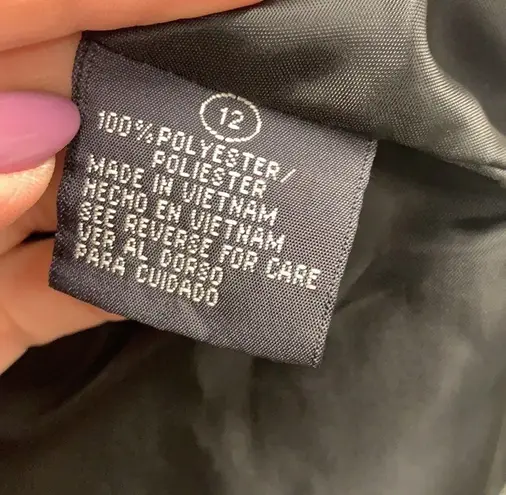 12
100% POLYESTER/
POLIESTER
MADE IN VIETNAM
HECHO EN VIETNAM
SEE REVERSE FOR CARE
VER AL DORSO
PARA CUIDADO